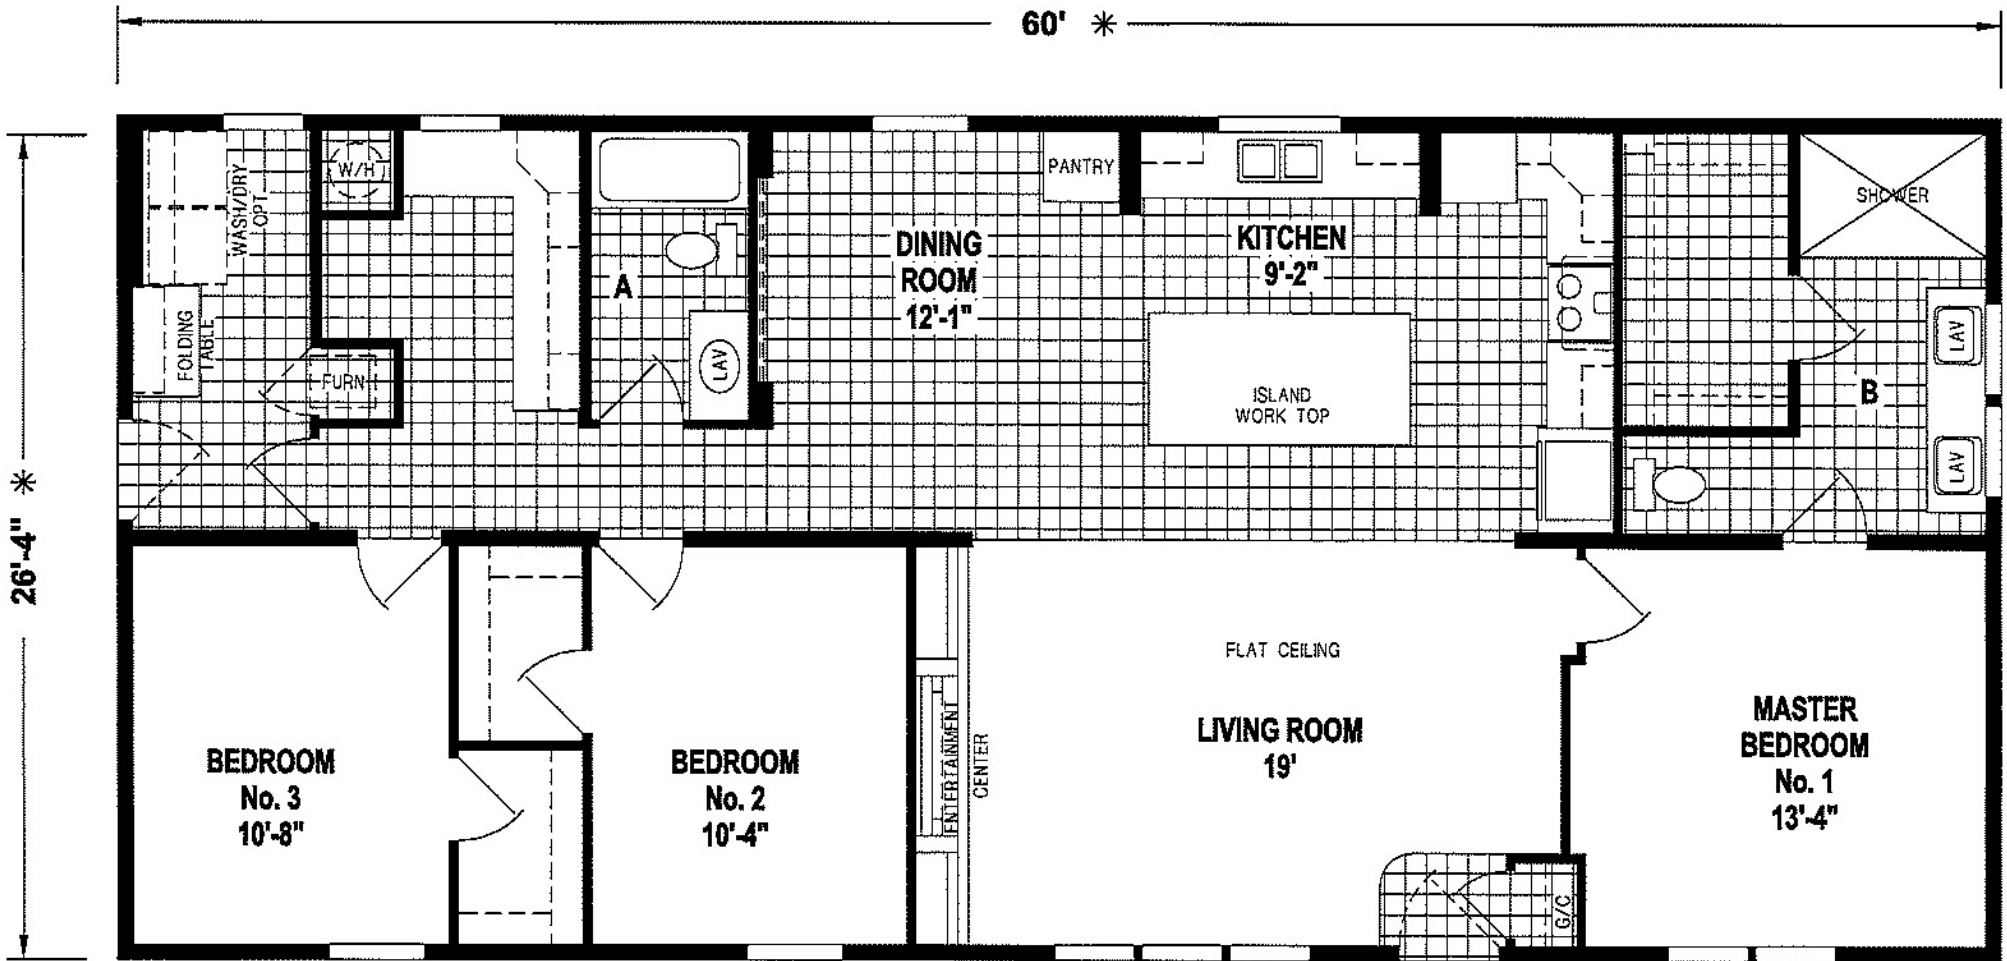 60' ✳
26'-4" ✳
WASH/DRY
OPT
W/H
FOLDING
TABLE
FURN
A
LAV
DINING
ROOM
12'-1"
PANTRY
KITCHEN
9'-2"
ISLAND
WORK TOP
SHOWER
LAV
B
LAV
BEDROOM
No. 3
10'-8"
BEDROOM
No. 2
10'-4"
ENTERTAINMENT
CENTER
FLAT CEILING
LIVING ROOM
19'
G/C
MASTER
BEDROOM
No. 1
13'-4"